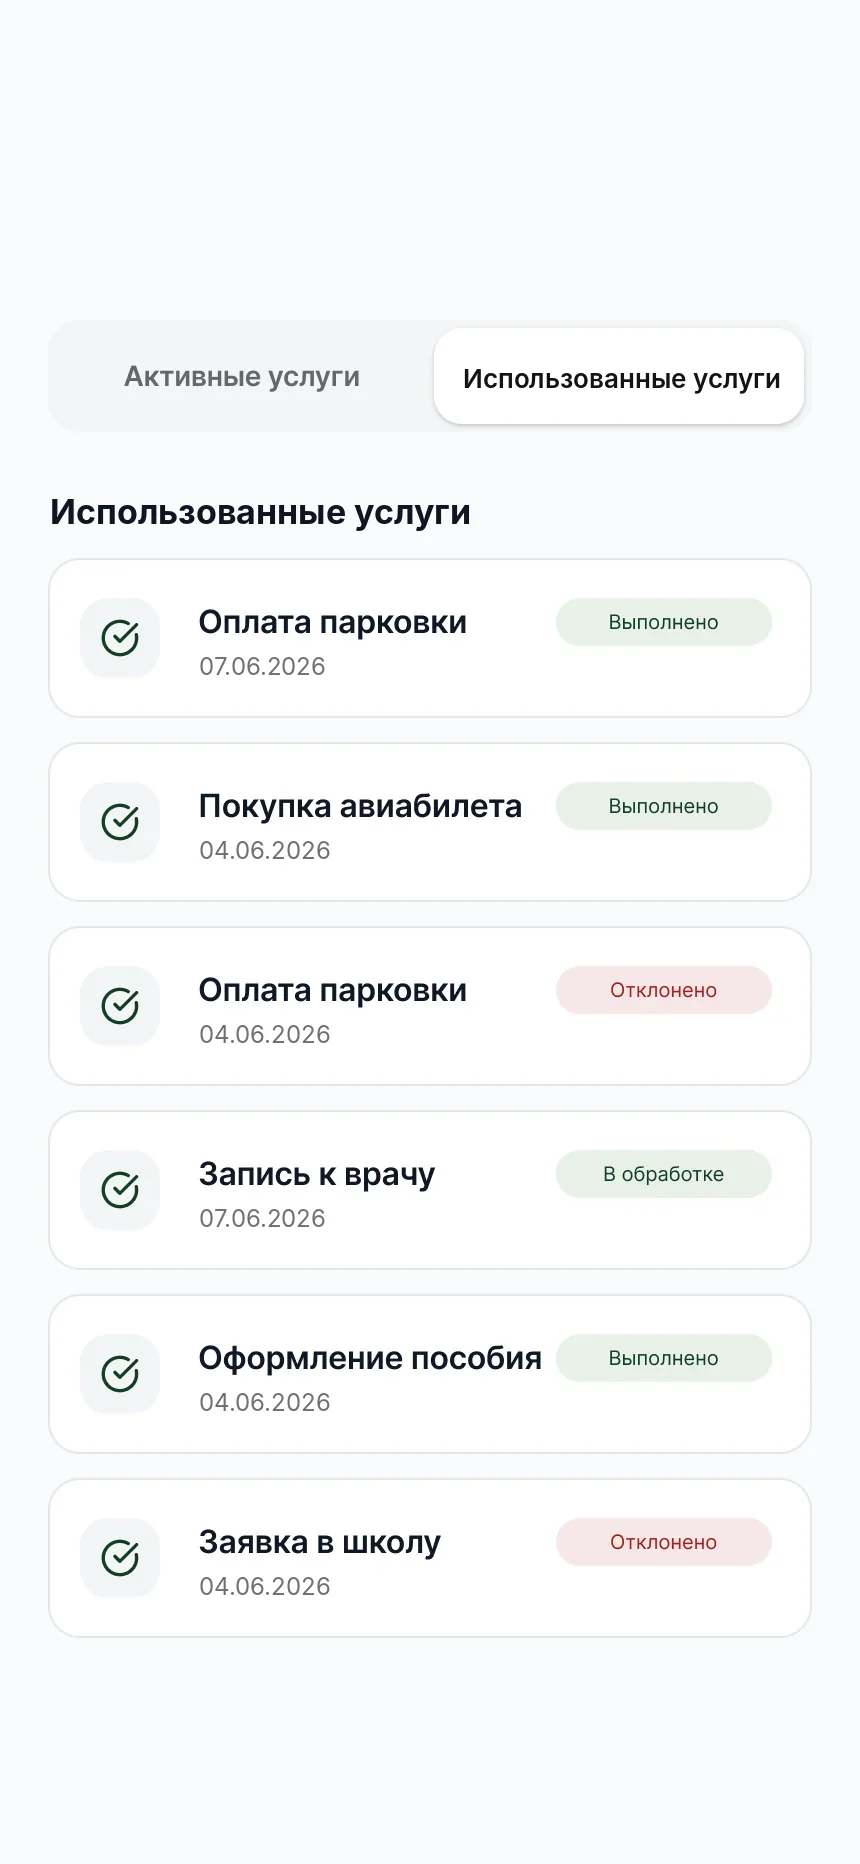 Активные услуги
Использованные услуги
Использованные услуги
Оплата парковки
Выполнено
07.06.2026
Покупка авиабилета
Выполнено
04.06.2026
Оплата парковки
Отклонено
04.06.2026
Запись к врачу
В обработке
07.06.2026
Оформление пособия
Выполнено
04.06.2026
Заявка в школу
Отклонено
04.06.2026